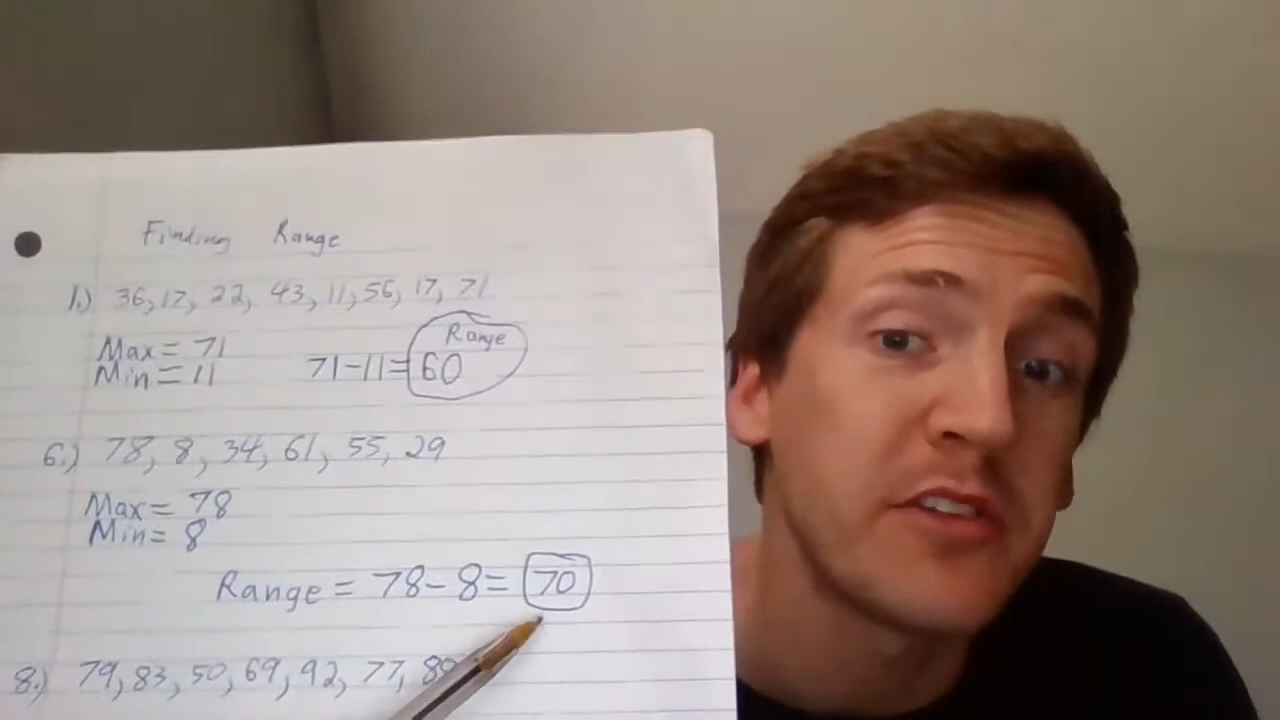 Finding Range
1.) 36, 17, 22, 43, 11, 56, 17, 71
Max = 71
Min = 11
71-11=60
Range
6.) 78, 8, 34, 61, 55, 29
Max = 78
Min = 8
Range = 78-8= 70
8.) 79, 83, 50, 69, 92, 77,